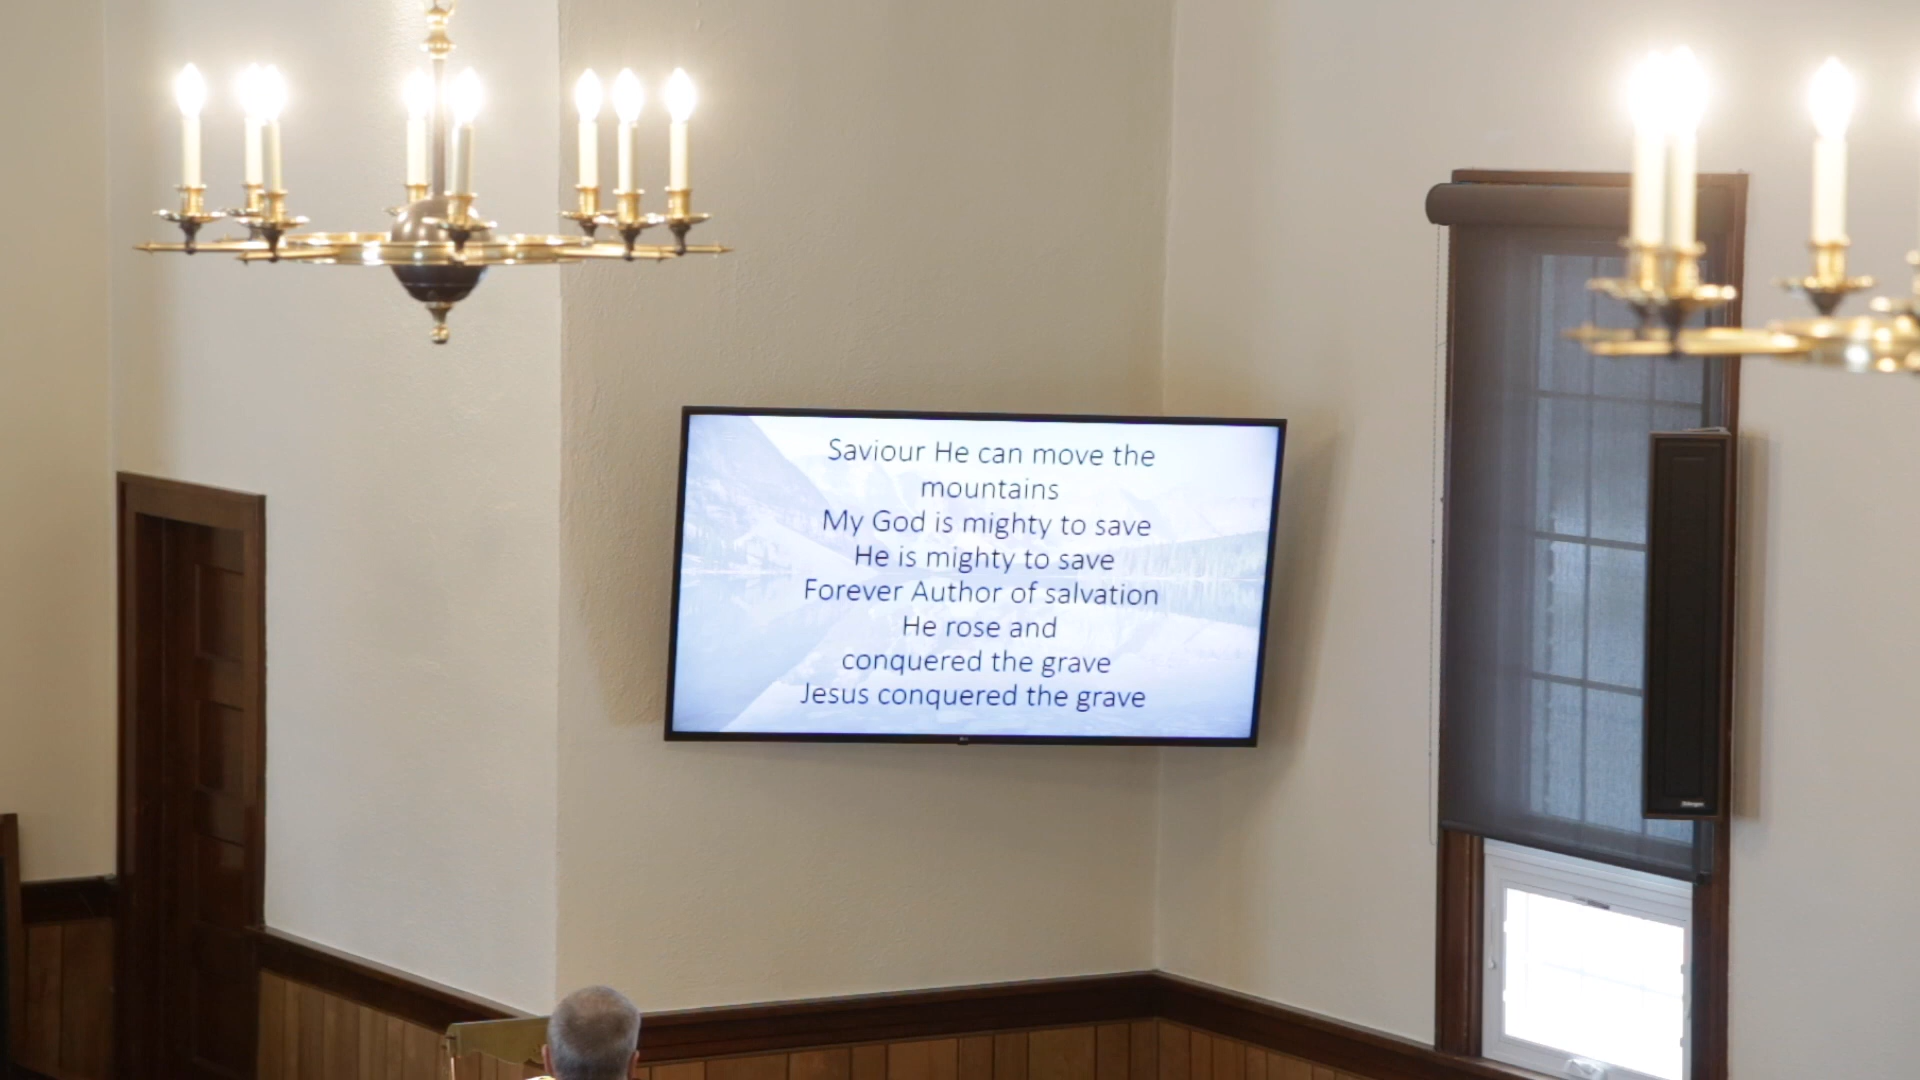 Saviour He can move the
mountains
My God is mighty to save
He is mighty to save
Forever Author of salvation
He rose and
conquered the grave
Jesus conquered the grave